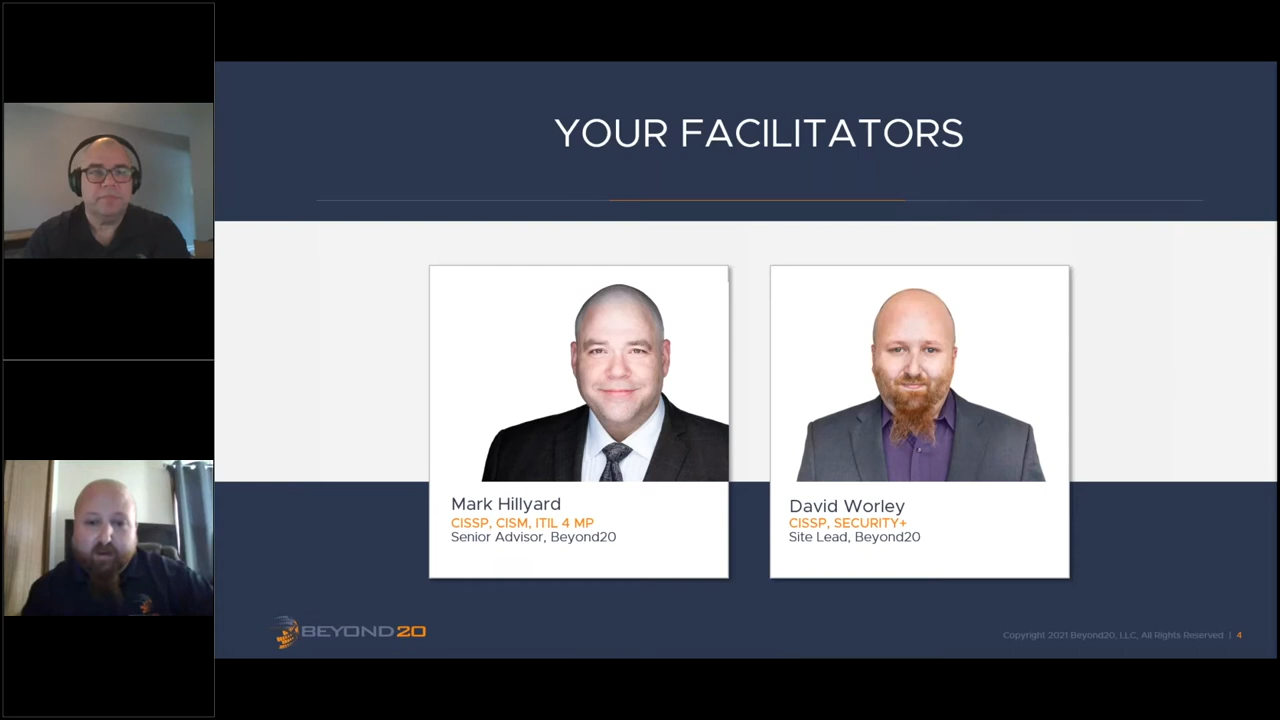 YOUR FACILITATORS
Mark Hillyard
CISSP, CISM, ITIL 4 MP
Senior Advisor, Beyond20
David Worley
CISSP, SECURITY+
Site Lead, Beyond20
BEYOND20
Copyright 2021 Beyond20, LLC, All Rights Reserved | 4